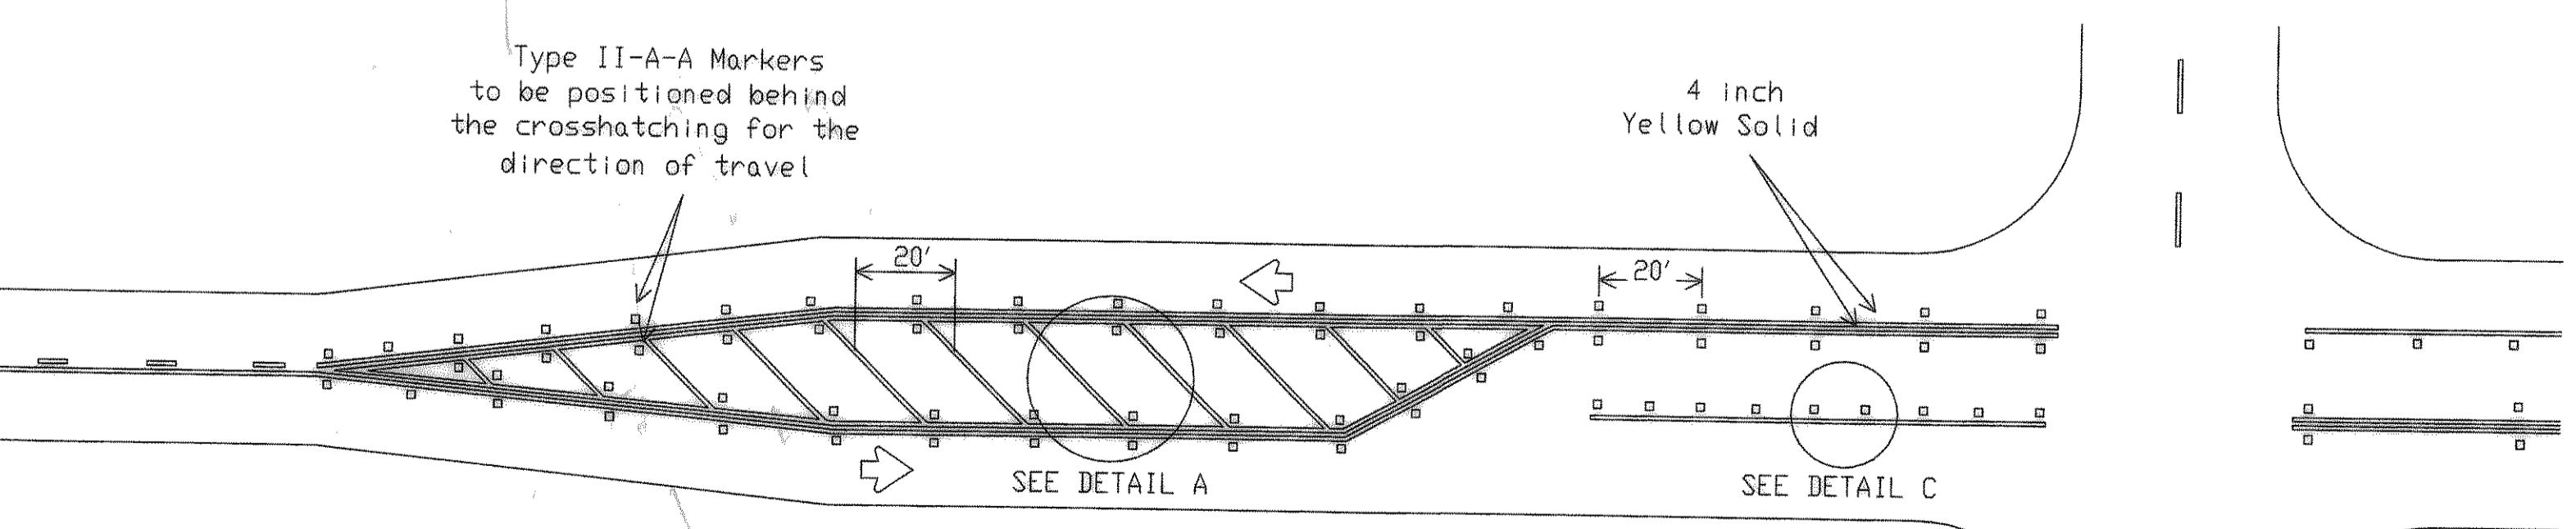 Type II-A-A Markers
to be positioned behind
the crosshatching for the
direction of travel
4 inch
Yellow Solid
20'
20'
SEE DETAIL A
SEE DETAIL C